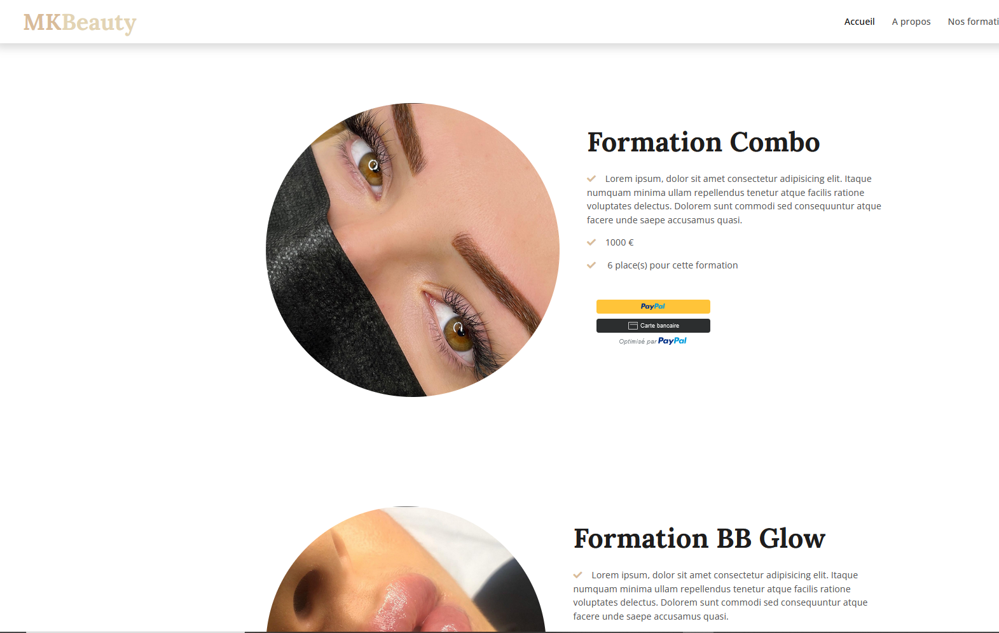 MKBeauty
Accueil A propos Nos formati
Formation Combo
Lorem ipsum, dolor sit amet consectetur adipisicing elit. Itaque
numquam minima ullam repellendus tenetur atque facilis ratione
voluptates delectus. Dolorem sunt commodi sed consequuntur atque
facere unde saepe accusamus quasi.
1000 €
6 place(s) pour cette formation
PayPal
Carte bancaire
Optimisé par PayPal
Formation BB Glow
Lorem ipsum, dolor sit amet consectetur adipisicing elit. Itaque
numquam minima ullam repellendus tenetur atque facilis ratione
voluptates delectus. Dolorem sunt commodi sed consequuntur atque
facere unde saepe accusamus quasi.